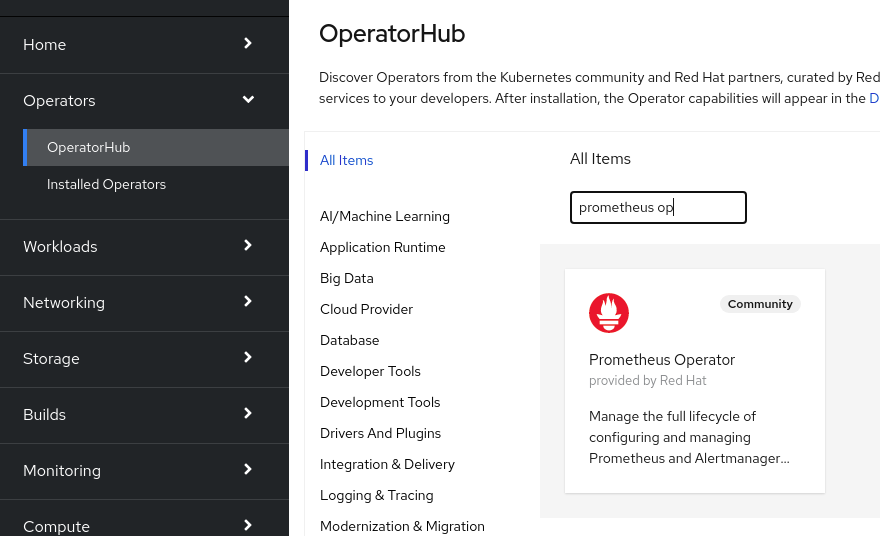 Home
Operators
OperatorHub
Installed Operators
Workloads
Networking
Storage
Builds
Monitoring
Compute
OperatorHub
Discover Operators from the Kubernetes community and Red Hat partners, curated by Red
services to your developers. After installation, the Operator capabilities will appear in the D
All Items
AI/Machine Learning
Application Runtime
Big Data
Cloud Provider
Database
Developer Tools
Development Tools
Drivers And Plugins
Integration & Delivery
Logging & Tracing
Modernization & Migration
All Items
prometheus op
Community
Prometheus Operator
provided by Red Hat
Manage the full lifecycle of
configuring and managing
Prometheus and Alertmanager...